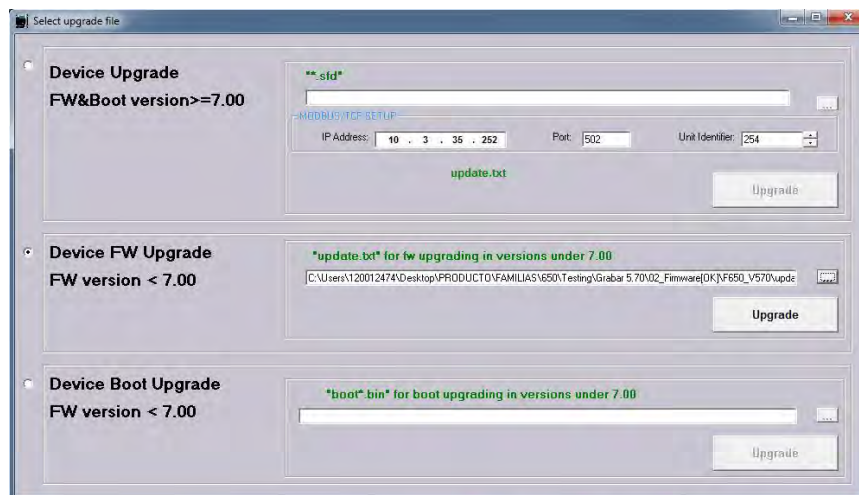 Select upgrade file
Device Upgrade
FW&Boot version>=7.00
"*.sfd"
...
MODBUS/TCP SETUP
IP Address: 10 . 3 . 35 . 252 Port: 502 Unit Identifier: 254
update.txt
Upgrade
Device FW Upgrade
FW version < 7.00
"update.txt" for fw upgrading in versions under 7.00
C:\Users\120012474\Desktop\PRODUCTO\FAMILIAS\650\Testing\Grabar 5.70\02_Firmware[OK]\F650_V570\upda
...
Upgrade
Device Boot Upgrade
FW version < 7.00
"boot*.bin" for boot upgrading in versions under 7.00
...
Upgrade